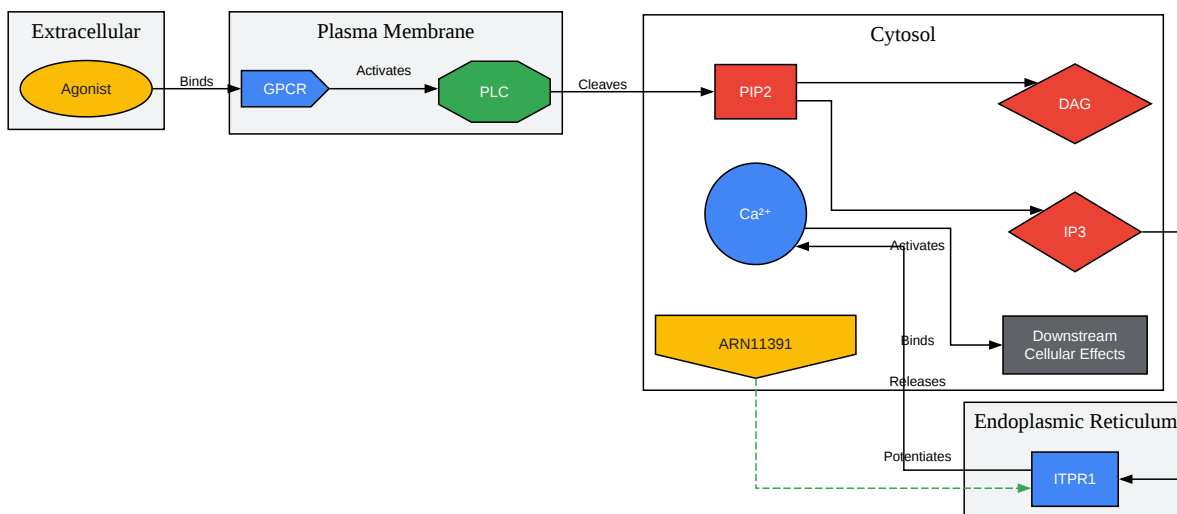 Extracellular
Plasma Membrane
Cytosol
Agonist
Binds
GPCR
Activates
PLC
Cleaves
PIP2
DAG
Ca²⁺
Activates
IP3
ARN11391
Binds
Downstream
Cellular Effects
Releases
Endoplasmic Reticulum
Potentiates
ITPR1